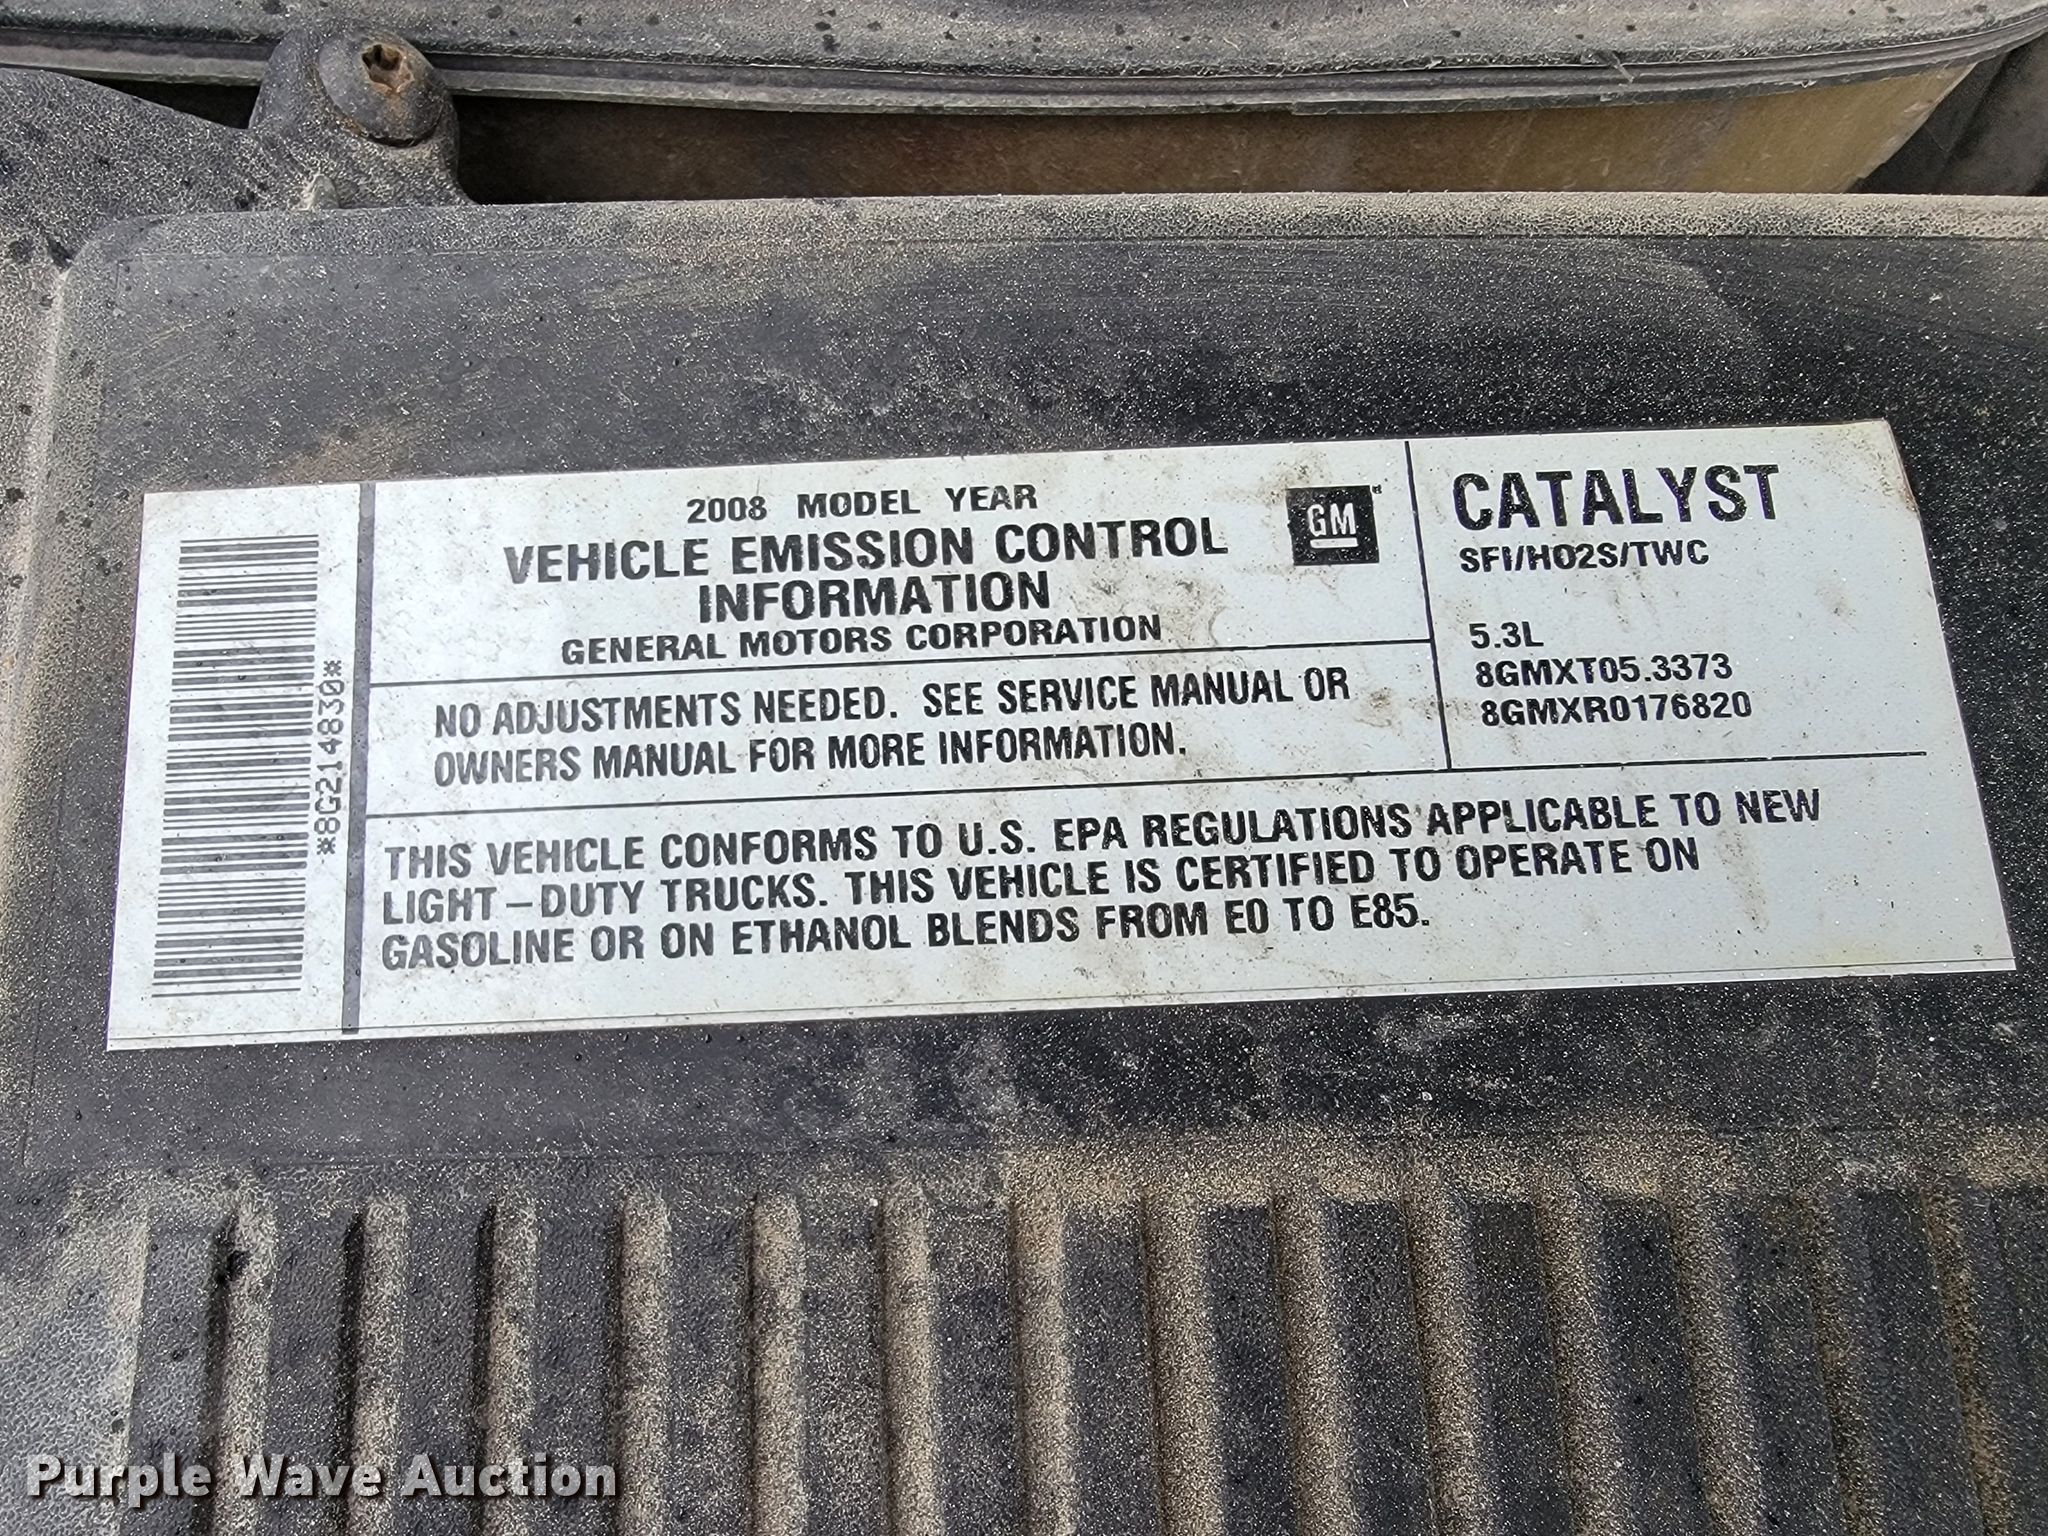 2008 MODEL YEAR
VEHICLE EMISSION CONTROL
INFORMATION
GENERAL MOTORS CORPORATION
GM
NO ADJUSTMENTS NEEDED. SEE SERVICE MANUAL OR
OWNERS MANUAL FOR MORE INFORMATION.
CATALYST
SFI/HO2S/TWC
5.3L
8GMXT05.3373
8GMXR0176820
THIS VEHICLE CONFORMS TO U.S. EPA REGULATIONS APPLICABLE TO NEW
LIGHT-DUTY TRUCKS. THIS VEHICLE IS CERTIFIED TO OPERATE ON
GASOLINE OR ON ETHANOL BLENDS FROM E0 TO E85.
*8G214830*
Purple Wave Auction